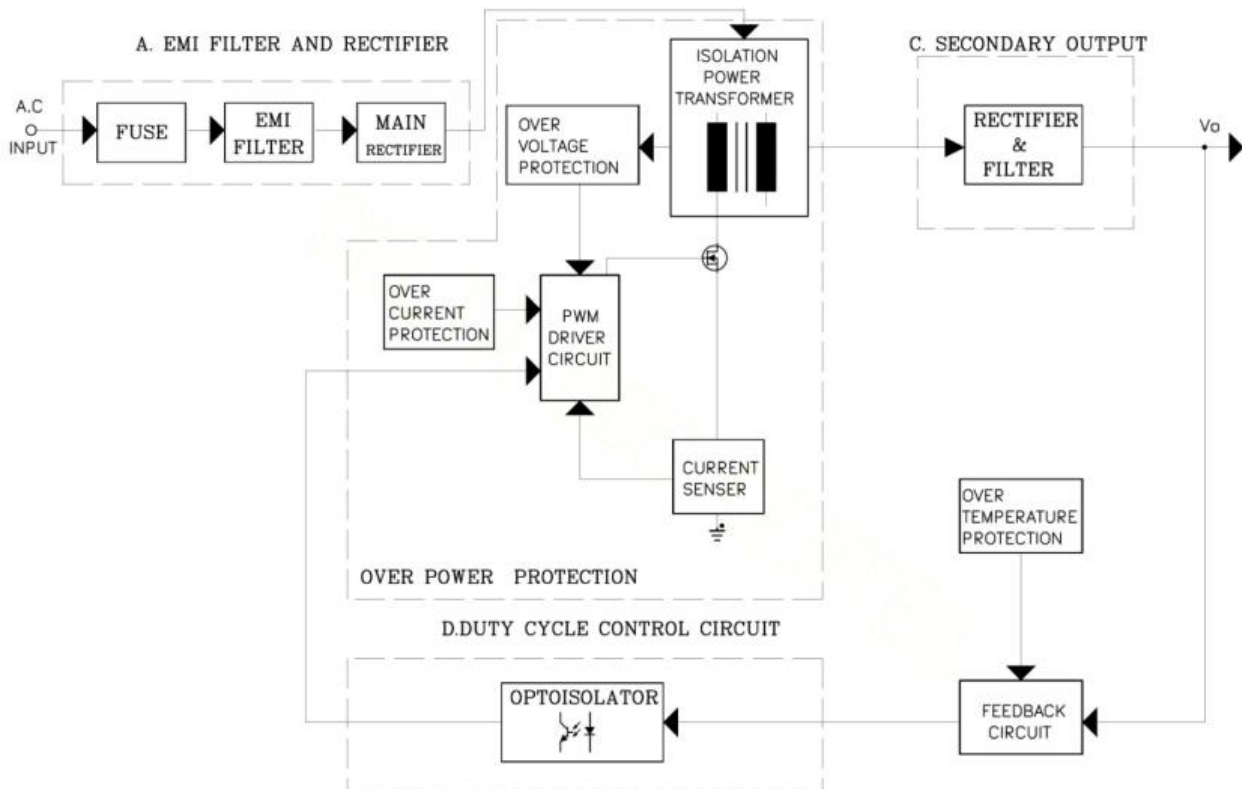 A. EMI FILTER AND RECTIFIER
A.C
INPUT
FUSE
EMI
FILTER
MAIN
RECTIFIER
OVER
VOLTAGE
PROTECTION
ISOLATION
POWER
TRANSFORMER
C. SECONDARY OUTPUT
RECTIFIER
&
FILTER
Vo
OVER
CURRENT
PROTECTION
PWM
DRIVER
CIRCUIT
CURRENT
SENSER
OVER
TEMPERATURE
PROTECTION
OVER POWER PROTECTION
D.DUTY CYCLE CONTROL CIRCUIT
OPTOISOLATOR
FEEDBACK
CIRCUIT